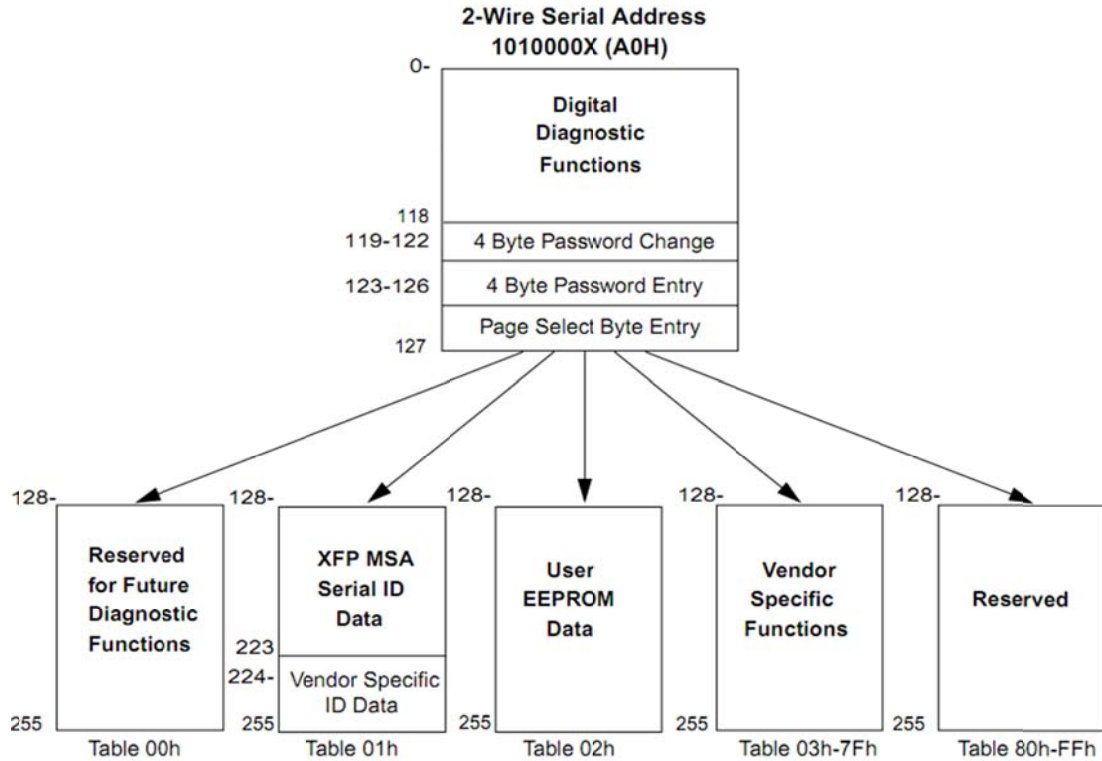 2-Wire Serial Address
1010000X (A0H)
0-
Digital
Diagnostic
Functions
118
119-122
4 Byte Password Change
123-126
4 Byte Password Entry
Page Select Byte Entry
127
128-
Reserved
for Future
Diagnostic
Functions
255
Table 00h
128-
XFP MSA
Serial ID
Data
223
224-
Vendor Specific
ID Data
255
Table 01h
128-
User
EEPROM
Data
255
Table 02h
128-
Vendor
Specific
Functions
255
Table 03h-7Fh
128-
Reserved
255
Table 80h-FFh